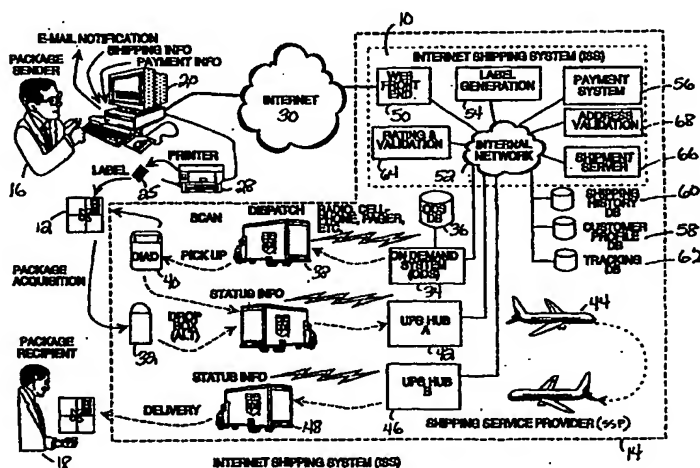 10
E-MAIL NOTIFICATION
SHIPPING INFO
PAYMENT INFO
PACKAGE SENDER
20
16
INTERNET
30
INTERNET SHIPPING SYSTEM (ISS)
WEB FRONT END.
50
LABEL GENERATION
54
PAYMENT SYSTEM
56
ADDRESS VALIDATION
68
RATING & VALIDATION
64
INTERNAL NETWORK
52
SHIPMENT SERVER
66
LABEL
25
PRINTER
28
12
SCAN
DISPATCH
RADIO, CELL-PHONE, PAGER, ETC.
ODS DB
36
SHIPPING HISTORY DB
60
CUSTOMER PROFILE DB
58
TRACKING DB
62
DIAD
40
PICK UP
38
ON DEMAND SYSTEM (ODS)
34
PACKAGE ACQUISITION
STATUS INFO
32
DROP BOX (ALT)
UPS HUB A
42
44
PACKAGE RECIPIENT
18
STATUS INFO
DELIVERY
48
UPS HUB B
46
SHIPPING SERVICE PROVIDER (SSP)
14
INTERNET SHIPPING SYSTEM (ISS)